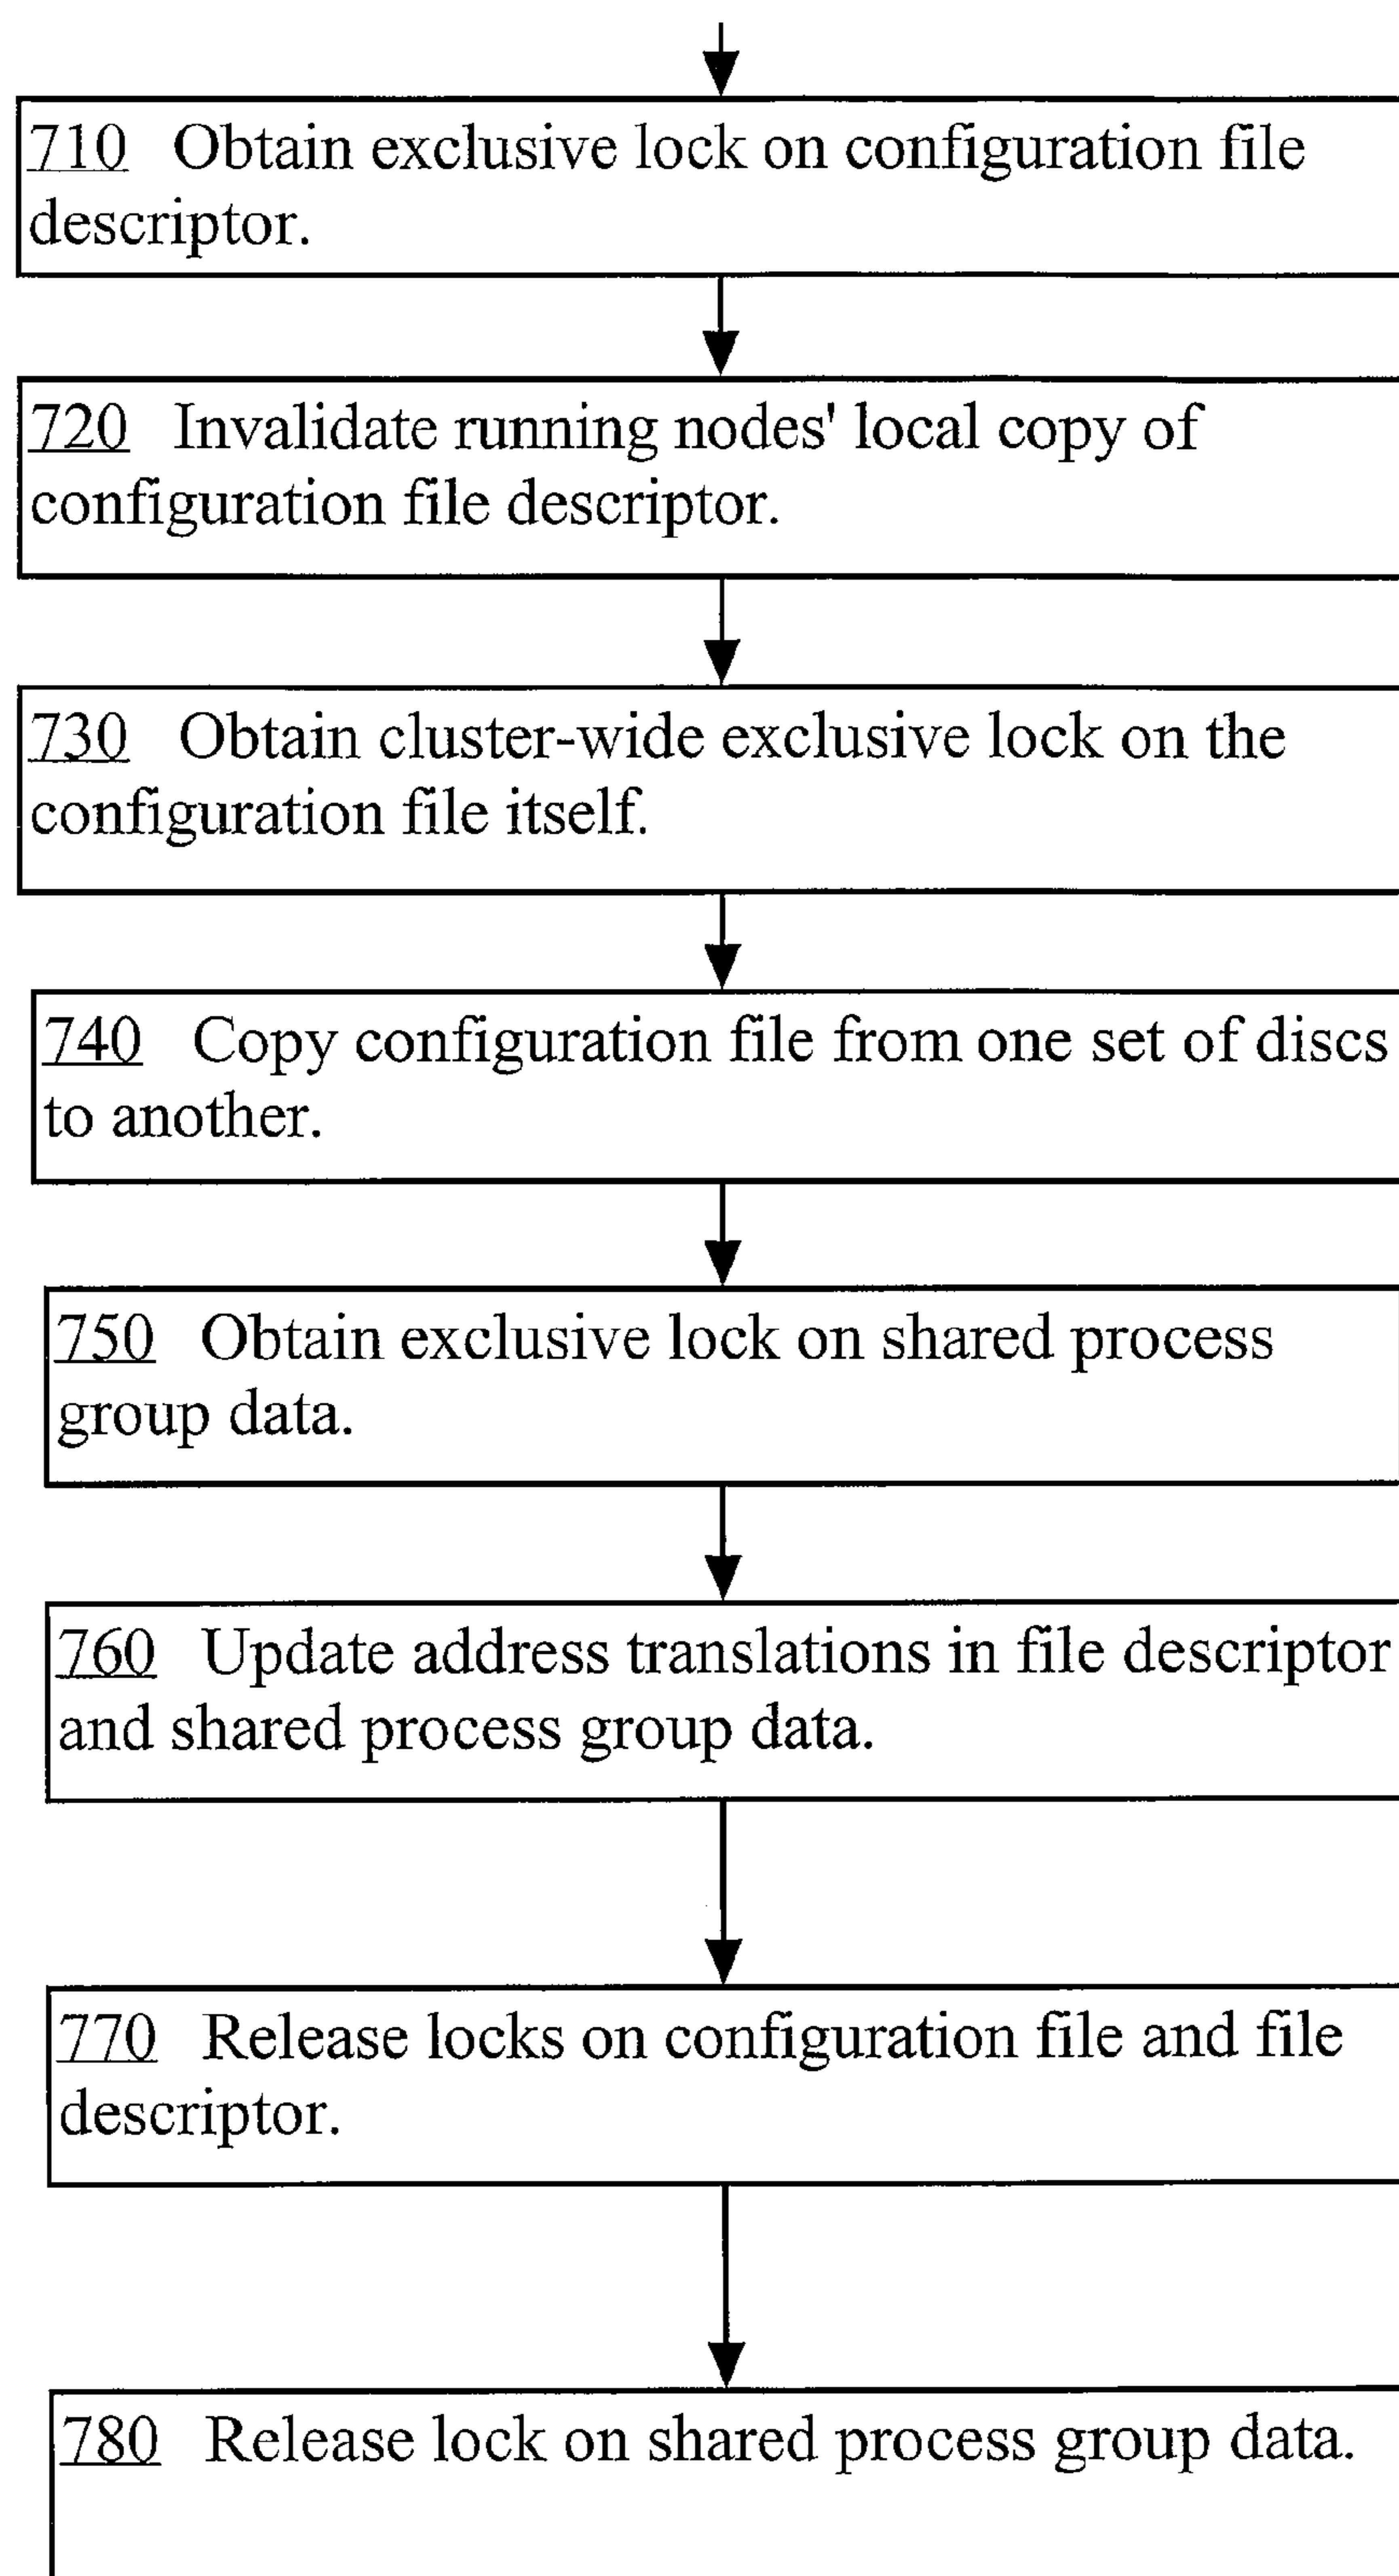 710 Obtain exclusive lock on configuration file
descriptor.
720 Invalidate running nodes' local copy of
configuration file descriptor.
730 Obtain cluster-wide exclusive lock on the
configuration file itself.
740 Copy configuration file from one set of discs
to another.
750 Obtain exclusive lock on shared process
group data.
760 Update address translations in file descriptor
and shared process group data.
770 Release locks on configuration file and file
descriptor.
780 Release lock on shared process group data.